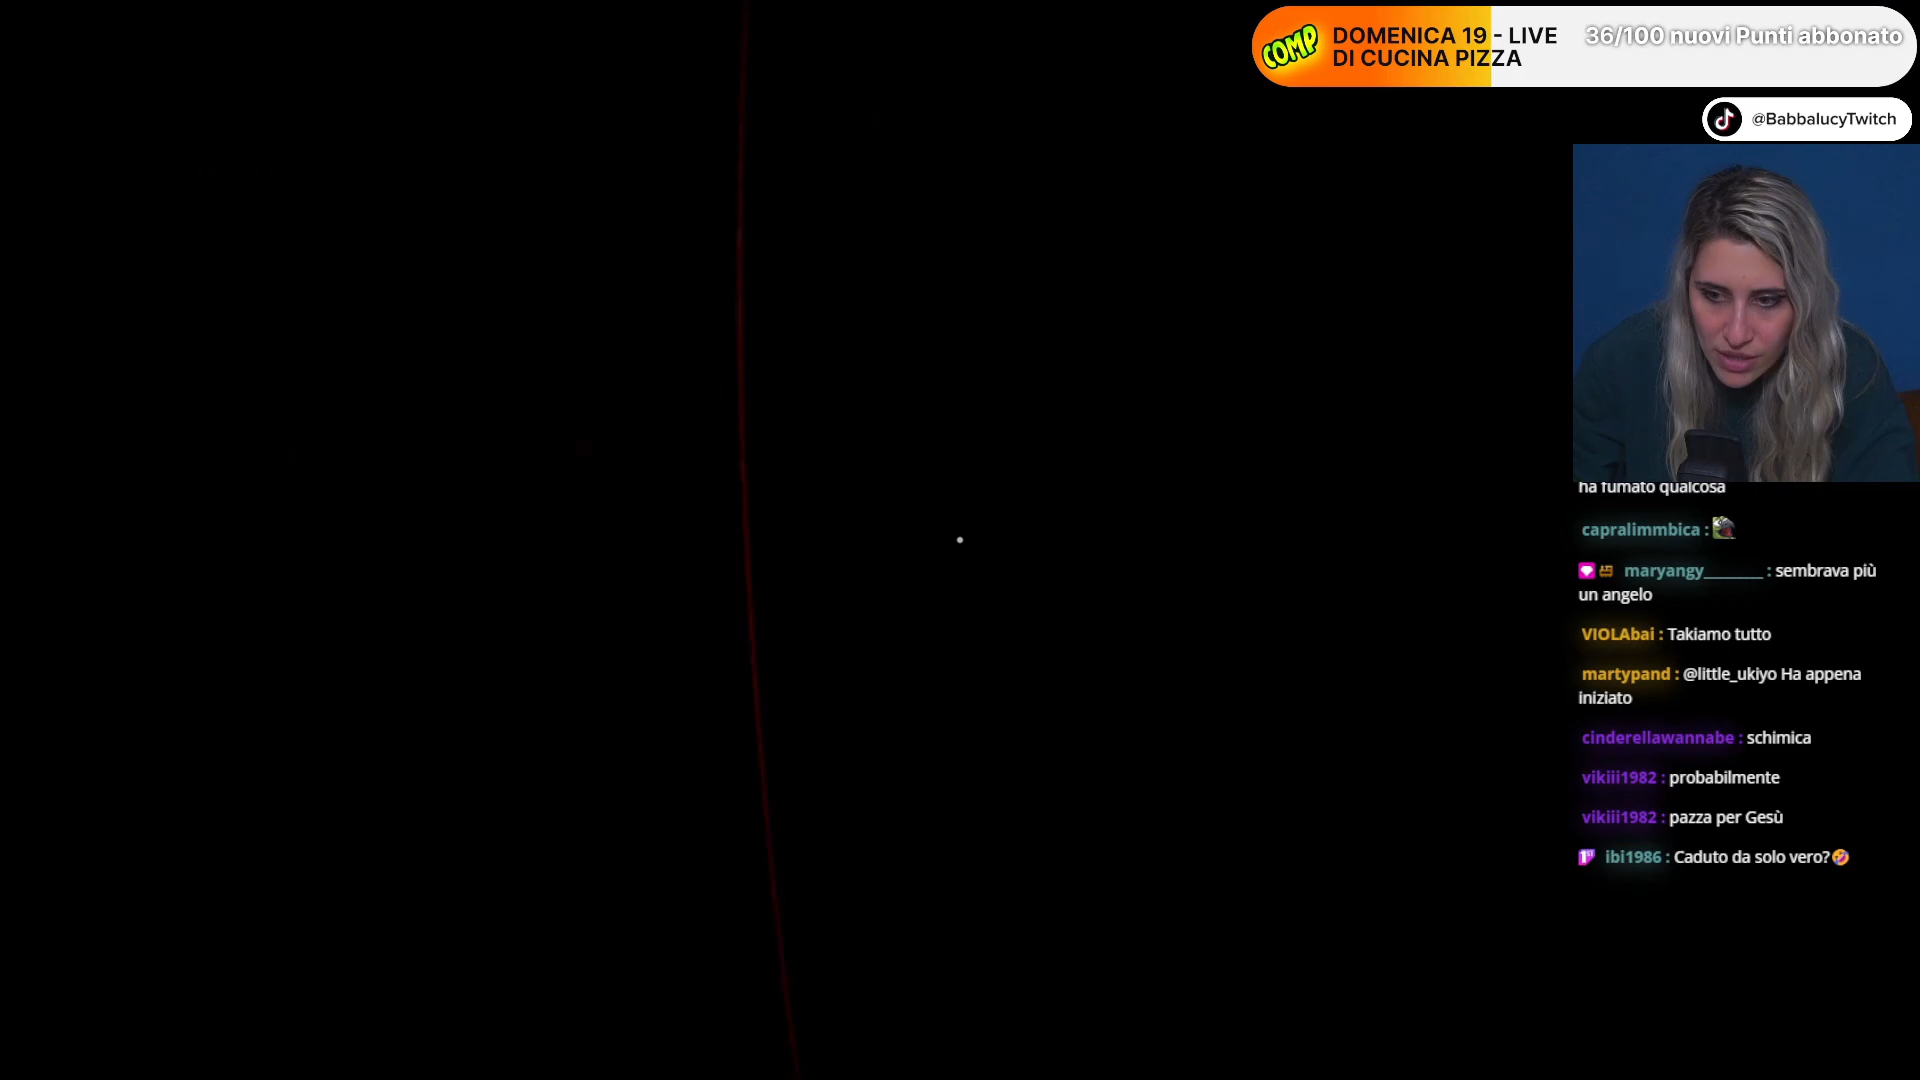 COMP
DOMENICA 19 - LIVE
DI CUCINA PIZZA
36/100 nuovi Punti abbonato
@BabbalucyTwitch
ha fumato qualcosa
capralimmbica :
maryangy________ : sembrava più
un angelo
VIOLAbai : Takiamo tutto
martypand : @little_ukiyo Ha appena
iniziato
cinderellawannabe : schimica
vikiii1982 : probabilmente
vikiii1982 : pazza per Gesù
ibi1986 : Caduto da solo vero?🤣